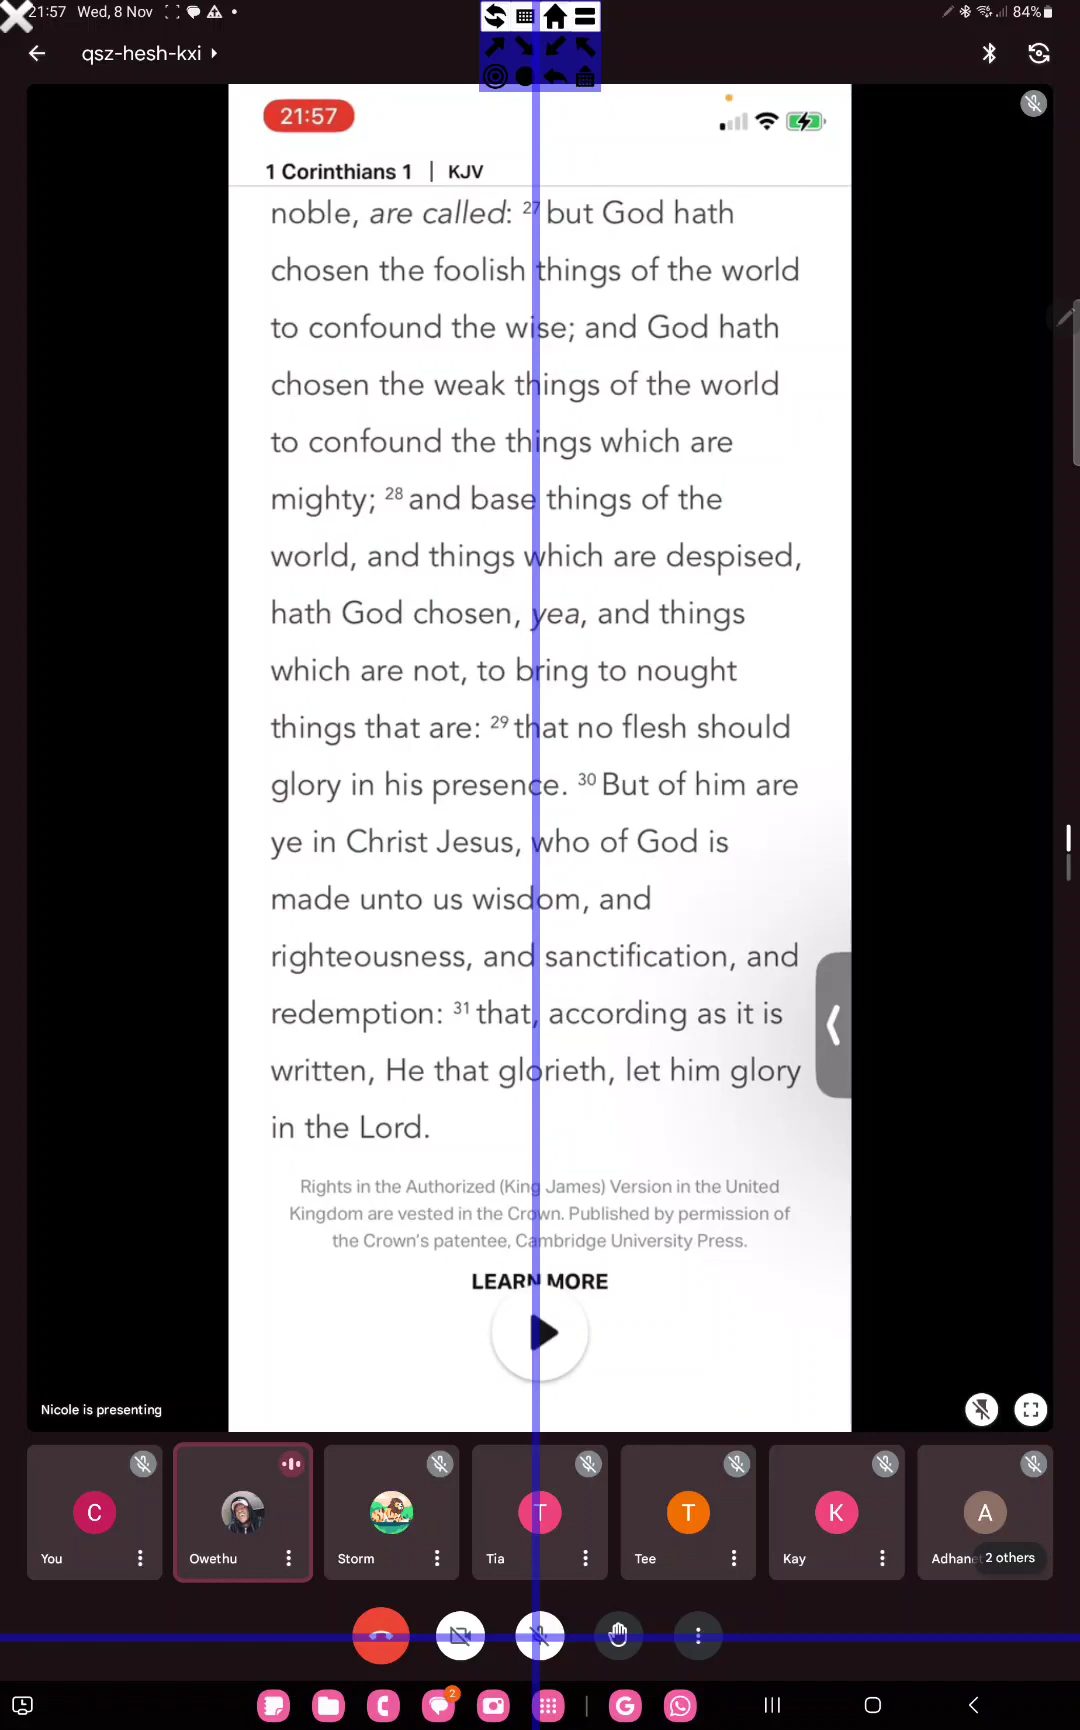 21:57 Wed, 8 Nov
84%
qsz-hesh-kxi
21:57
1 Corinthians 1 | KJV
noble, are called: 27 but God hath
chosen the foolish things of the world
to confound the wise; and God hath
chosen the weak things of the world
to confound the things which are
mighty; 28 and base things of the
world, and things which are despised,
hath God chosen, yea, and things
which are not, to bring to nought
things that are: 29 that no flesh should
glory in his presence. 30 But of him are
ye in Christ Jesus, who of God is
made unto us wisdom, and
righteousness, and sanctification, and
redemption: 31 that, according as it is
written, He that glorieth, let him glory
in the Lord.
Rights in the Authorized (King James) Version in the United
Kingdom are vested in the Crown. Published by permission of
the Crown's patentee, Cambridge University Press.
LEARN MORE
Nicole is presenting
C
T
T
K
A
You
Owethu
Storm
Tia
Tee
Kay
Adhane
2 others
2
G